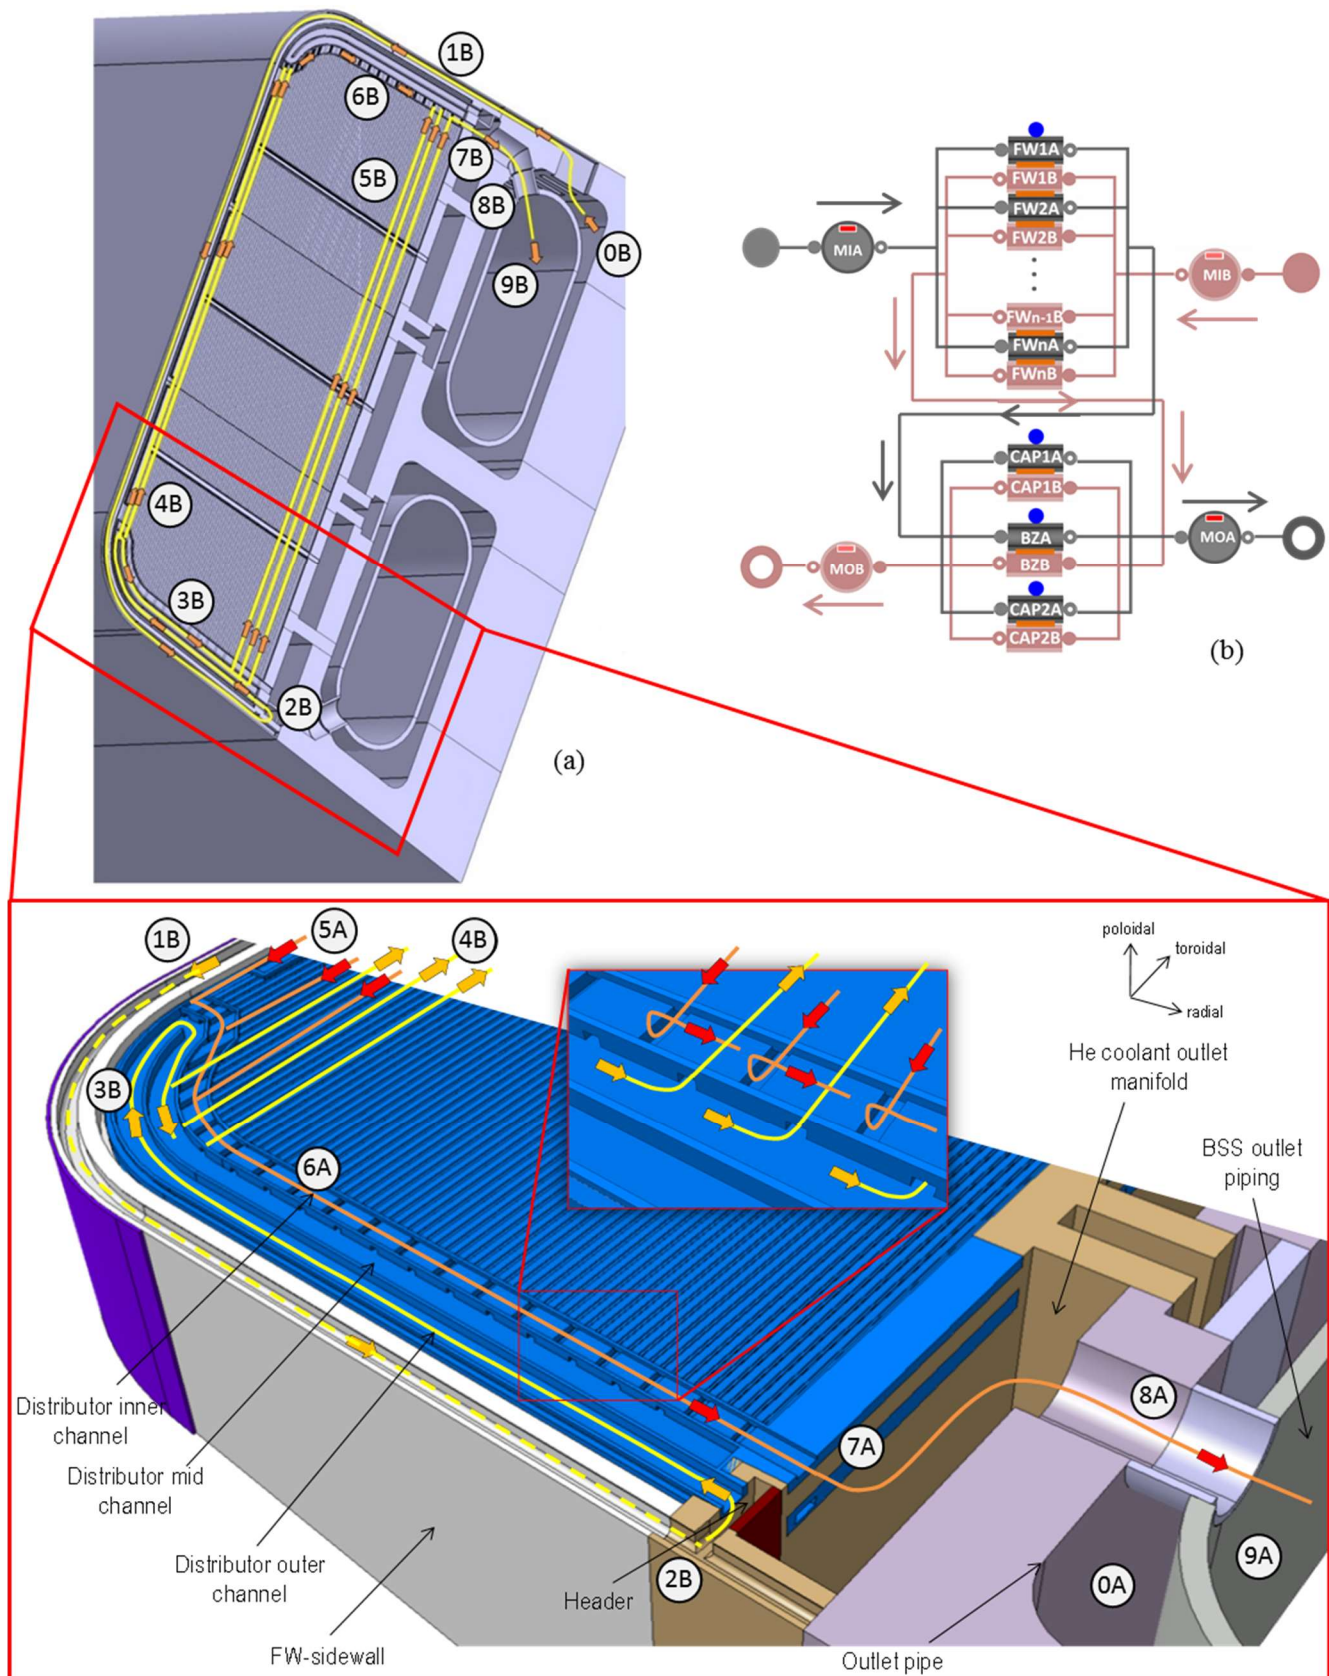 1B
6B
5B
7B
8B
0B
9B
4B
3B
2B
(a)
FW1A
FW1B
FW2A
FW2B
MIA
MIB
FWn-1B
FWnA
FWnB
CAP1A
CAP1B
BZA
BZB
MOA
MOB
CAP2A
CAP2B
(b)
1B
5A
4B
poloidal
toroidal
radial
He coolant outlet
manifold
3B
BSS outlet
piping
6A
8A
Distributor inner
channel
7A
Distributor mid
channel
Distributor outer
channel
9A
Header
2B
0A
FW-sidewall
Outlet pipe